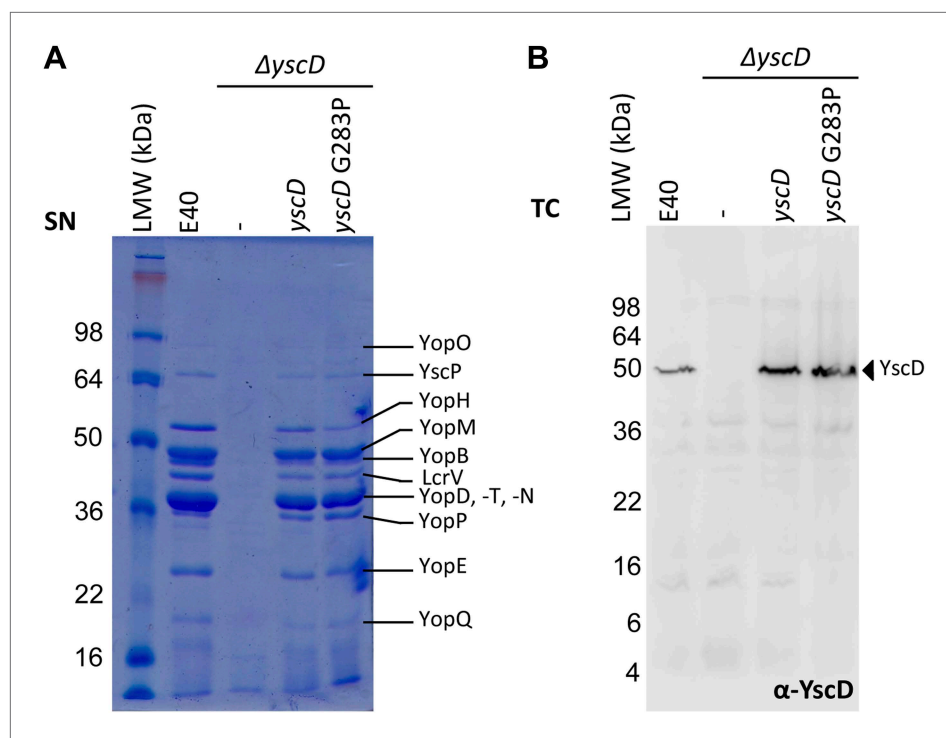 A
ΔyscD
SN
LMW (kDa)
E40
-
yscD
yscD G283P
98
64
50
36
22
16
YopO
YscP
YopH
YopM
YopB
LcrV
YopD, -T, -N
YopP
YopE
YopQ
B
ΔyscD
TC
LMW (kDa)
E40
-
yscD
yscD G283P
98
64
50
36
22
16
6
4
YscD
α-YscD